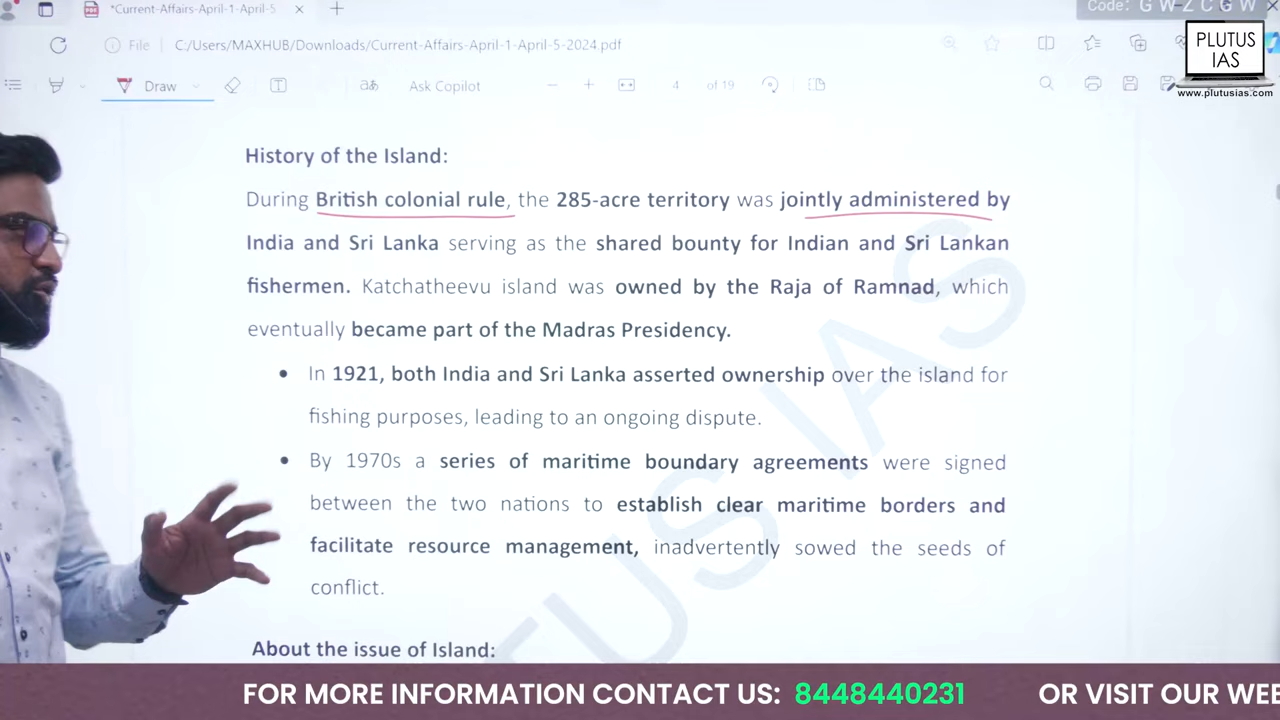 Code: G W-Z C G W
*Current-Affairs-April-1-April-5
File C:/Users/MAXHUB/Downloads/Current-Affairs-April-1-April-5-2024.pdf
Draw Ask Copilot 4 of 19
PLUTUS
IAS
www.plutusias.com
History of the Island:
During British colonial rule, the 285-acre territory was jointly administered by
India and Sri Lanka serving as the shared bounty for Indian and Sri Lankan
fishermen. Katchatheevu island was owned by the Raja of Ramnad, which
eventually became part of the Madras Presidency.
• In 1921, both India and Sri Lanka asserted ownership over the island for
fishing purposes, leading to an ongoing dispute.
• By 1970s a series of maritime boundary agreements were signed
between the two nations to establish clear maritime borders and
facilitate resource management, inadvertently sowed the seeds of
conflict.
About the issue of Island:
TUS IAS
FOR MORE INFORMATION CONTACT US: 8448440231 OR VISIT OUR WE